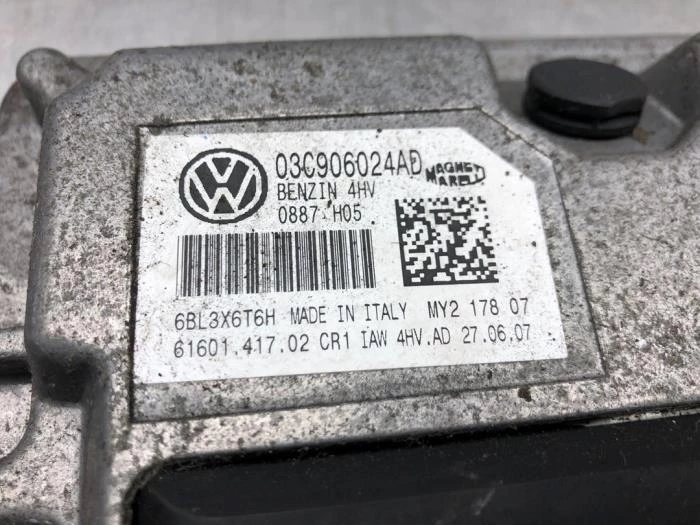 03C906024AD
MAGNETI
MARELLI
BENZIN 4HV
0887 H05
6BL3X6T6H MADE IN ITALY MY2 178 07
61601.417.02 CR1 IAW 4HV.AD 27.06.07